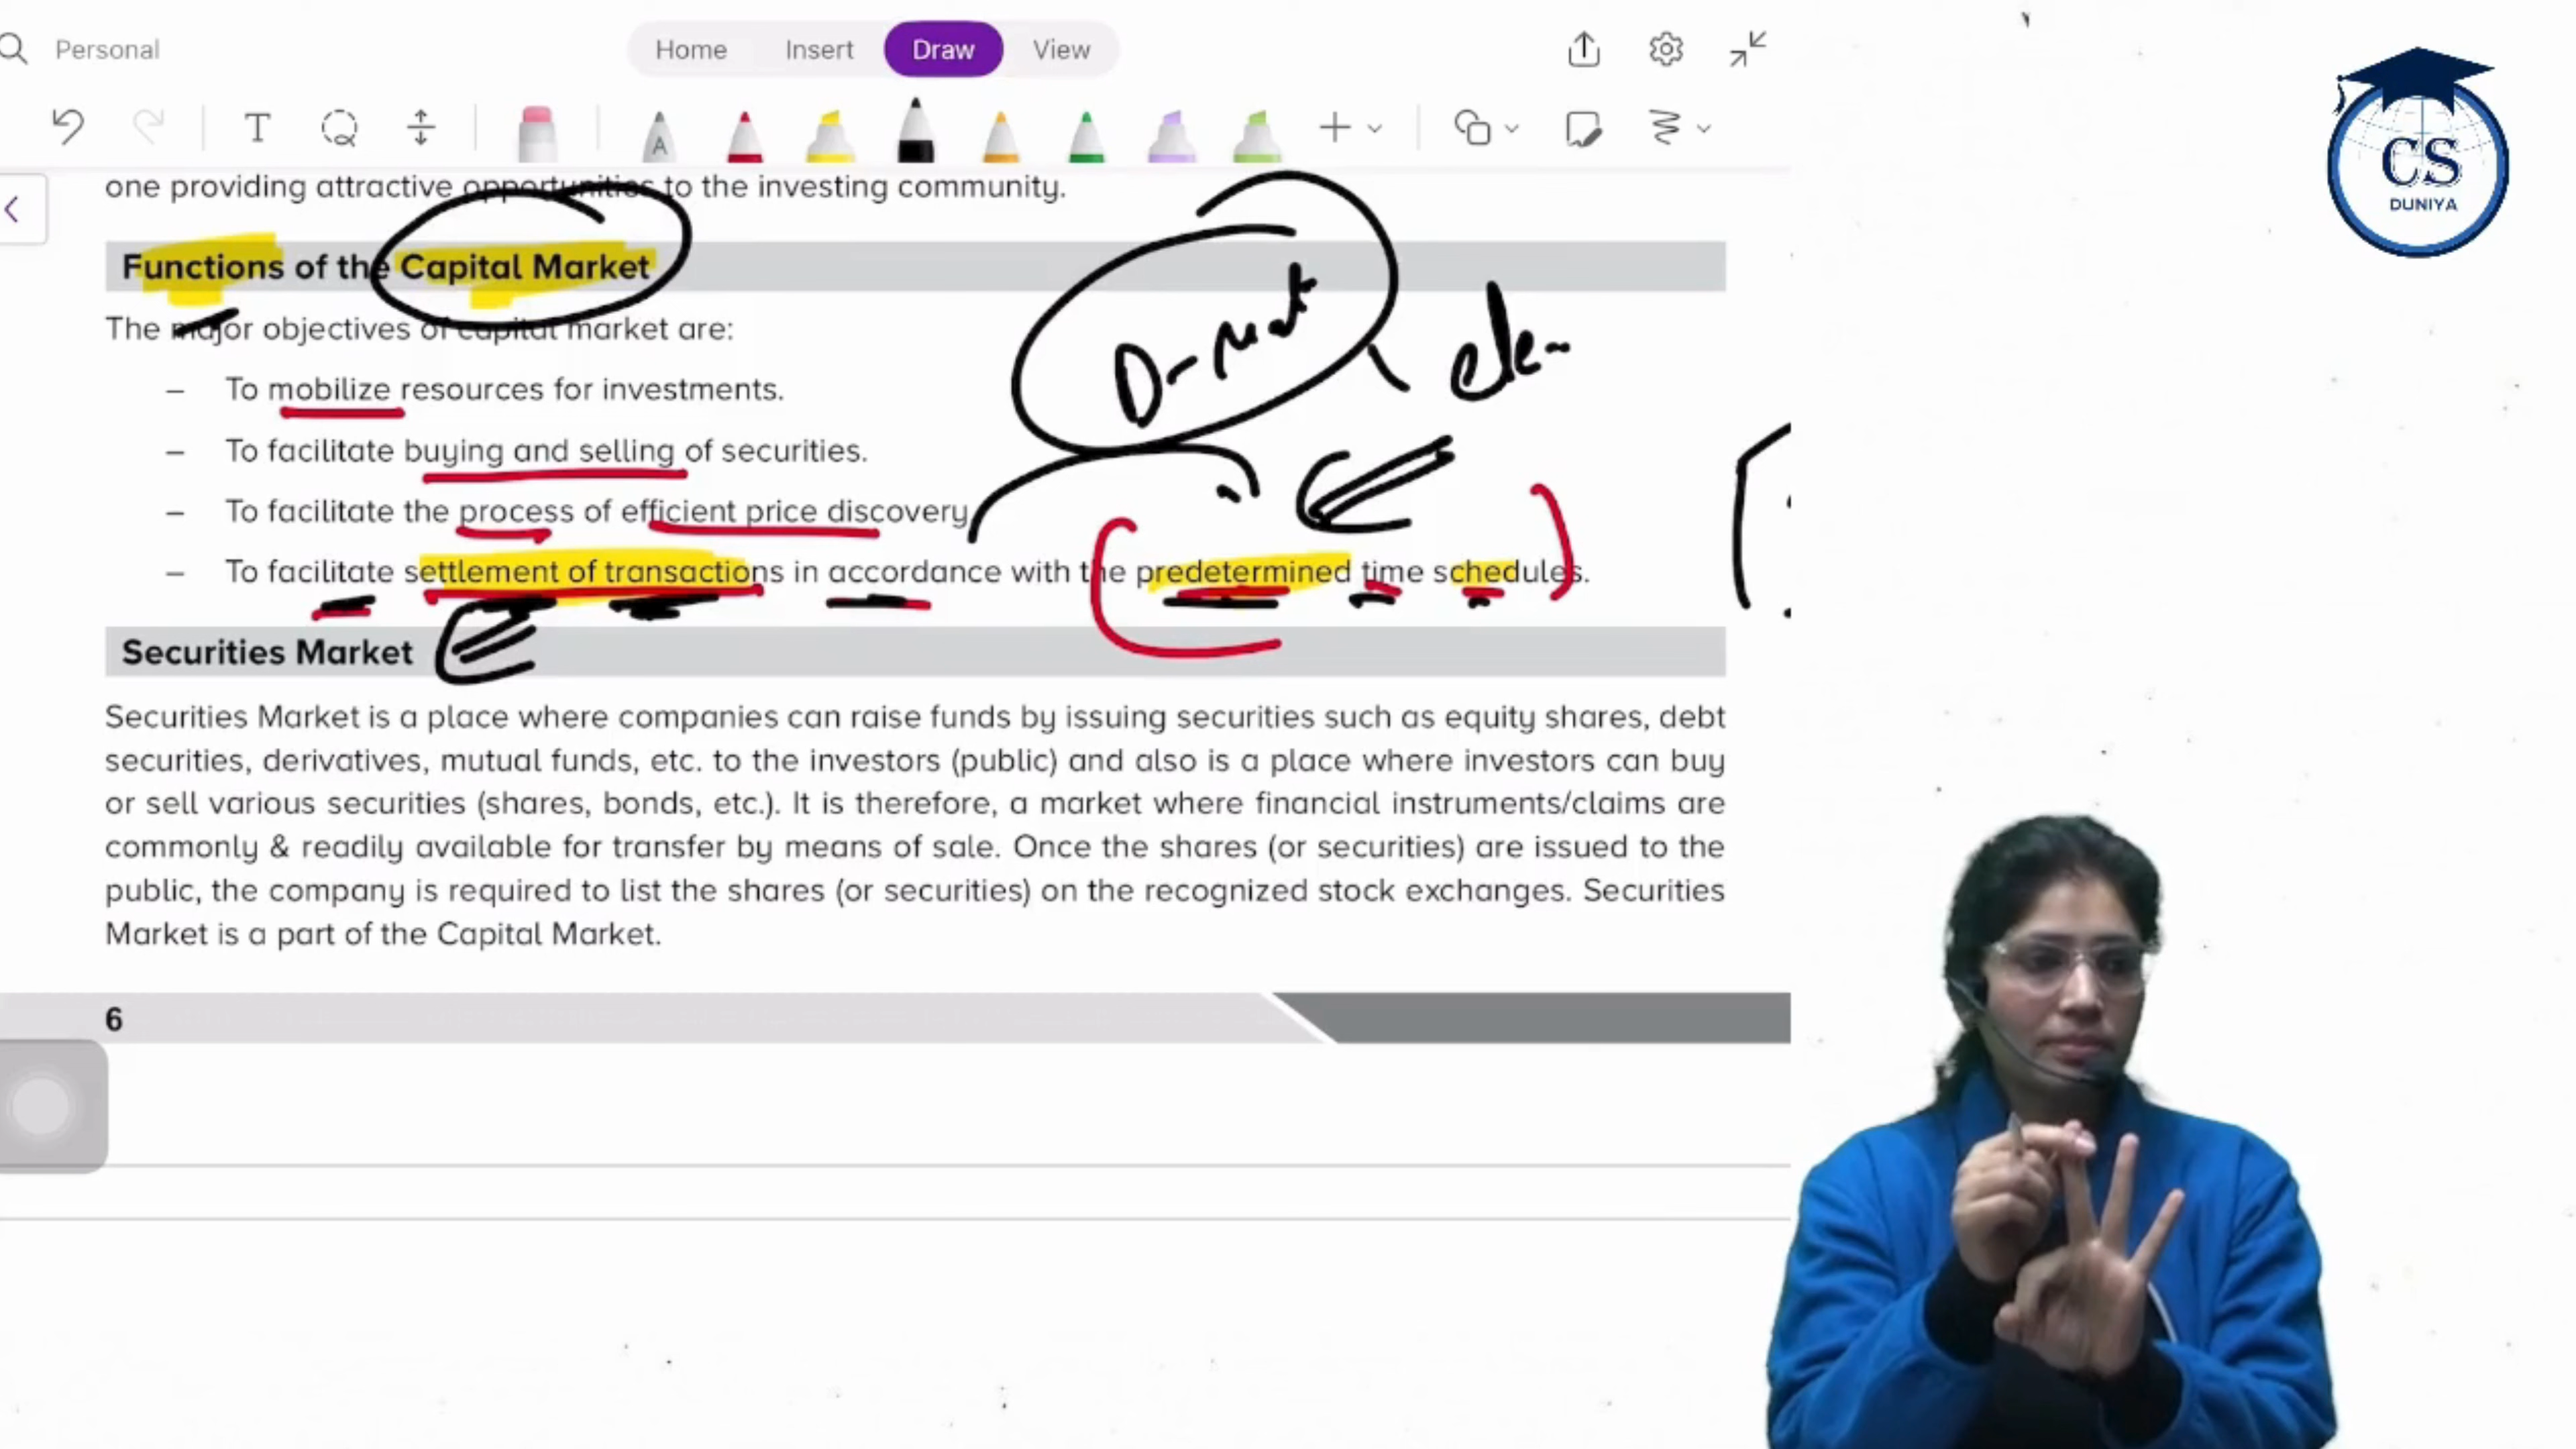 Personal
Home Insert Draw View
CS
DUNIYA
T
A
one providing attractive opportunities to the investing community.
Functions of the Capital Market
The major objectives of capital market are:
– To mobilize resources for investments.
– To facilitate buying and selling of securities.
– To facilitate the process of efficient price discovery
– To facilitate settlement of transactions in accordance with the predetermined time schedules.
D-Mat
ele-
Securities Market
Securities Market is a place where companies can raise funds by issuing securities such as equity shares, debt
securities, derivatives, mutual funds, etc. to the investors (public) and also is a place where investors can buy
or sell various securities (shares, bonds, etc.). It is therefore, a market where financial instruments/claims are
commonly & readily available for transfer by means of sale. Once the shares (or securities) are issued to the
public, the company is required to list the shares (or securities) on the recognized stock exchanges. Securities
Market is a part of the Capital Market.
6